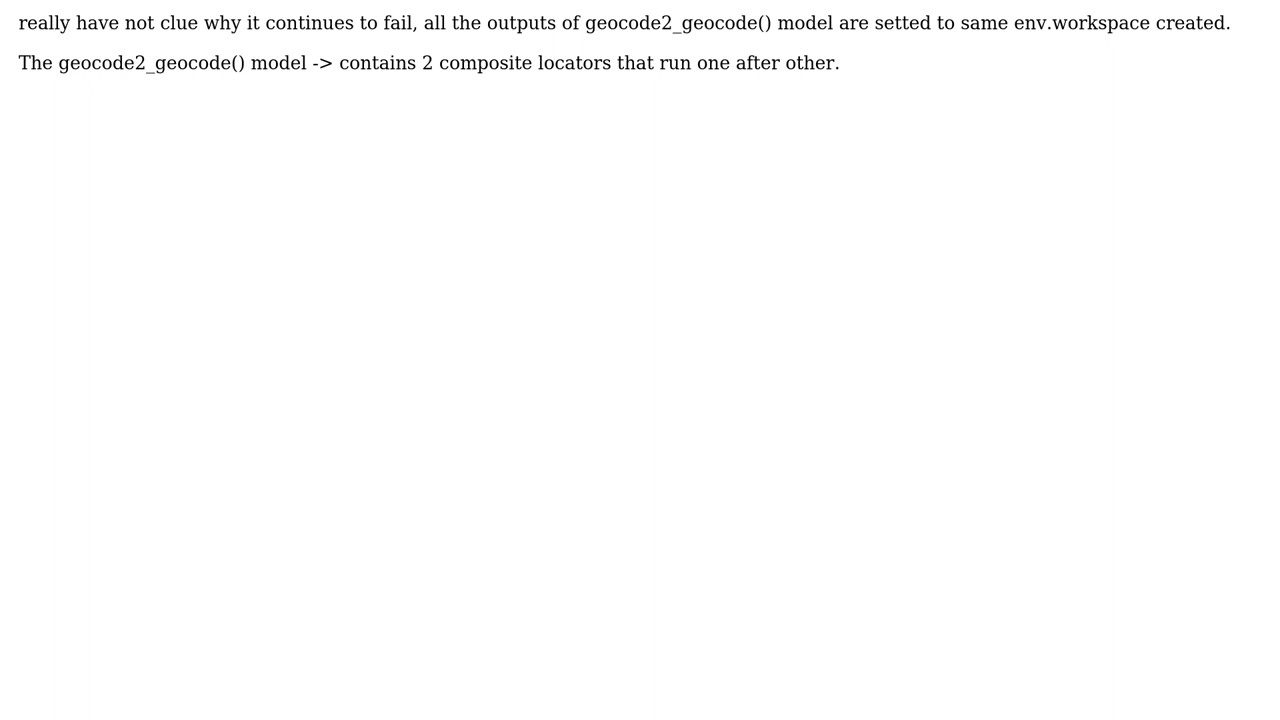 really have not clue why it continues to fail, all the outputs of geocode2_geocode() model are setted to same env.workspace created.
The geocode2_geocode() model -> contains 2 composite locators that run one after other.